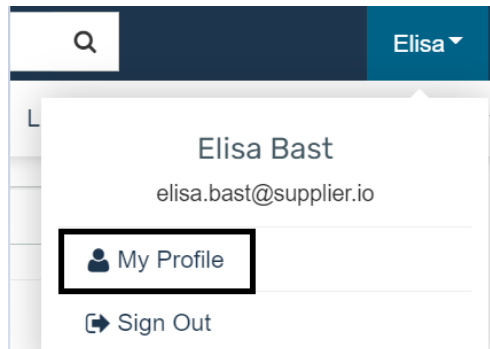 Elisa
L
Elisa Bast
elisa.bast@supplier.io
My Profile
Sign Out